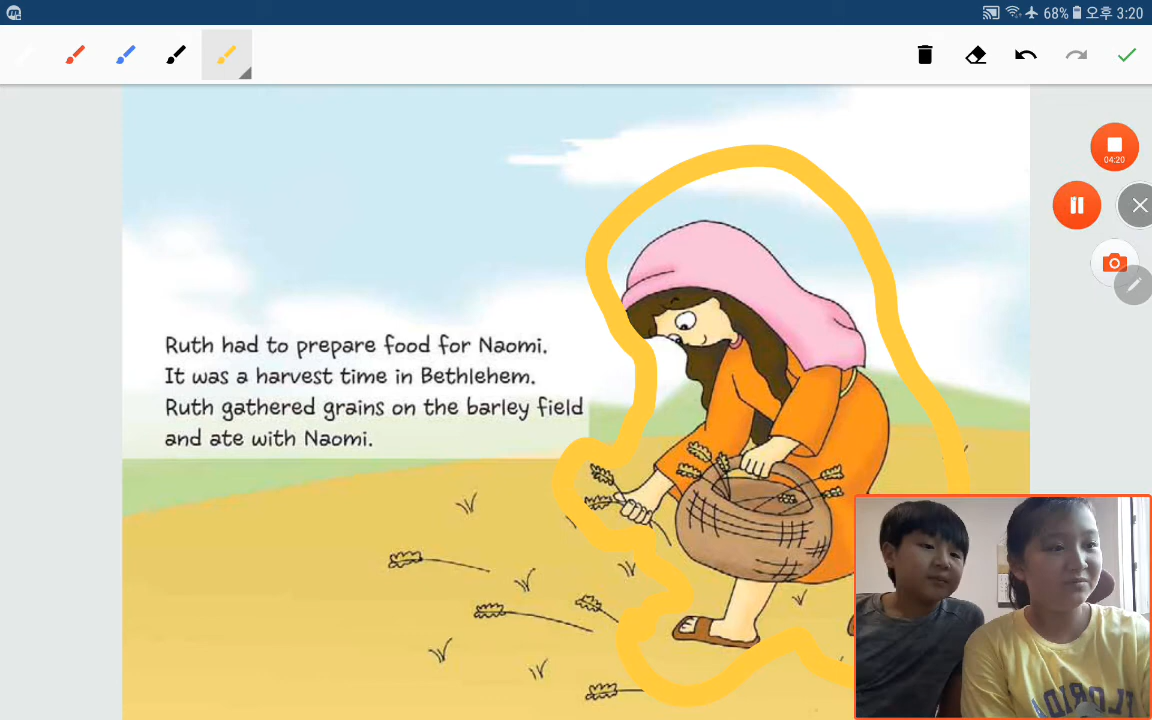 68% 오후 3:20
04:20
Ruth had to prepare food for Naomi.
It was a harvest time in Bethlehem.
Ruth gathered grains on the barley field
and ate with Naomi.
FLORIDA